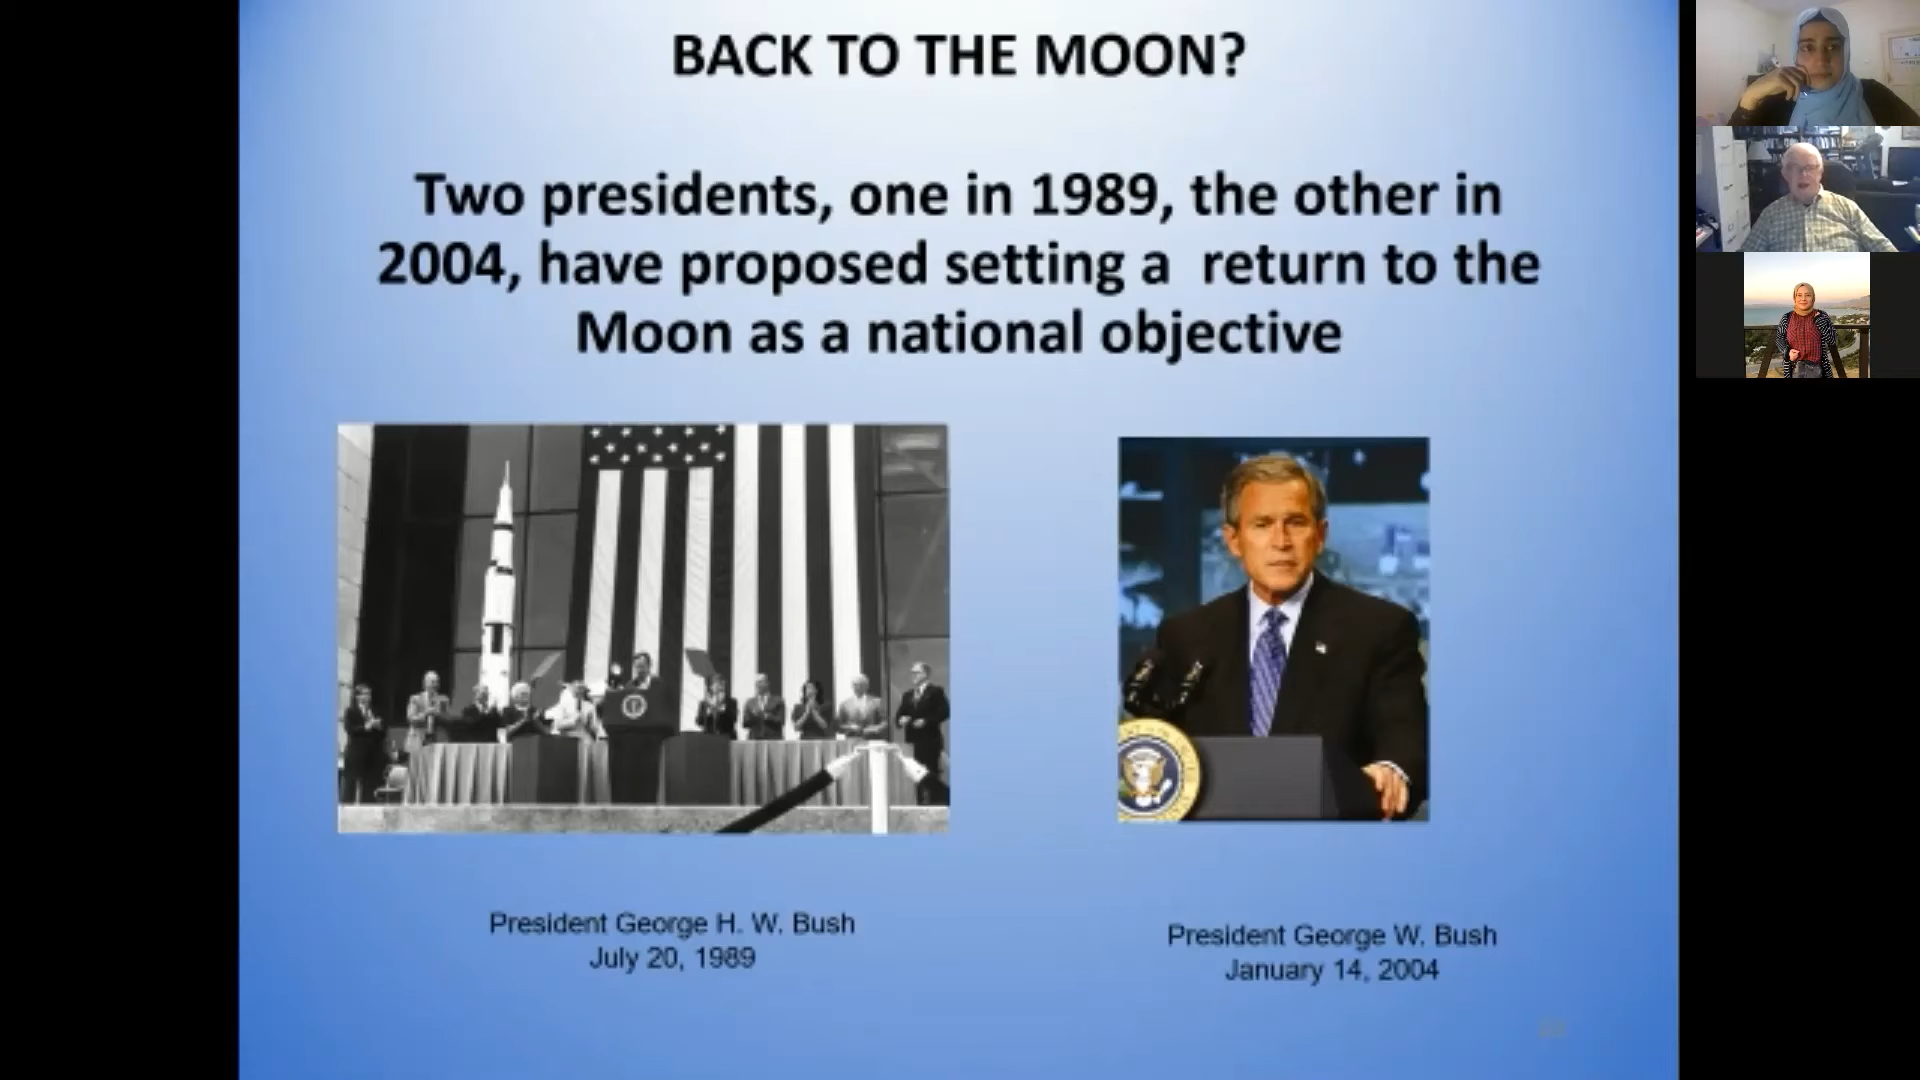 BACK TO THE MOON?
Two presidents, one in 1989, the other in
2004, have proposed setting a return to the
Moon as a national objective
President George H. W. Bush
July 20, 1989
President George W. Bush
January 14, 2004